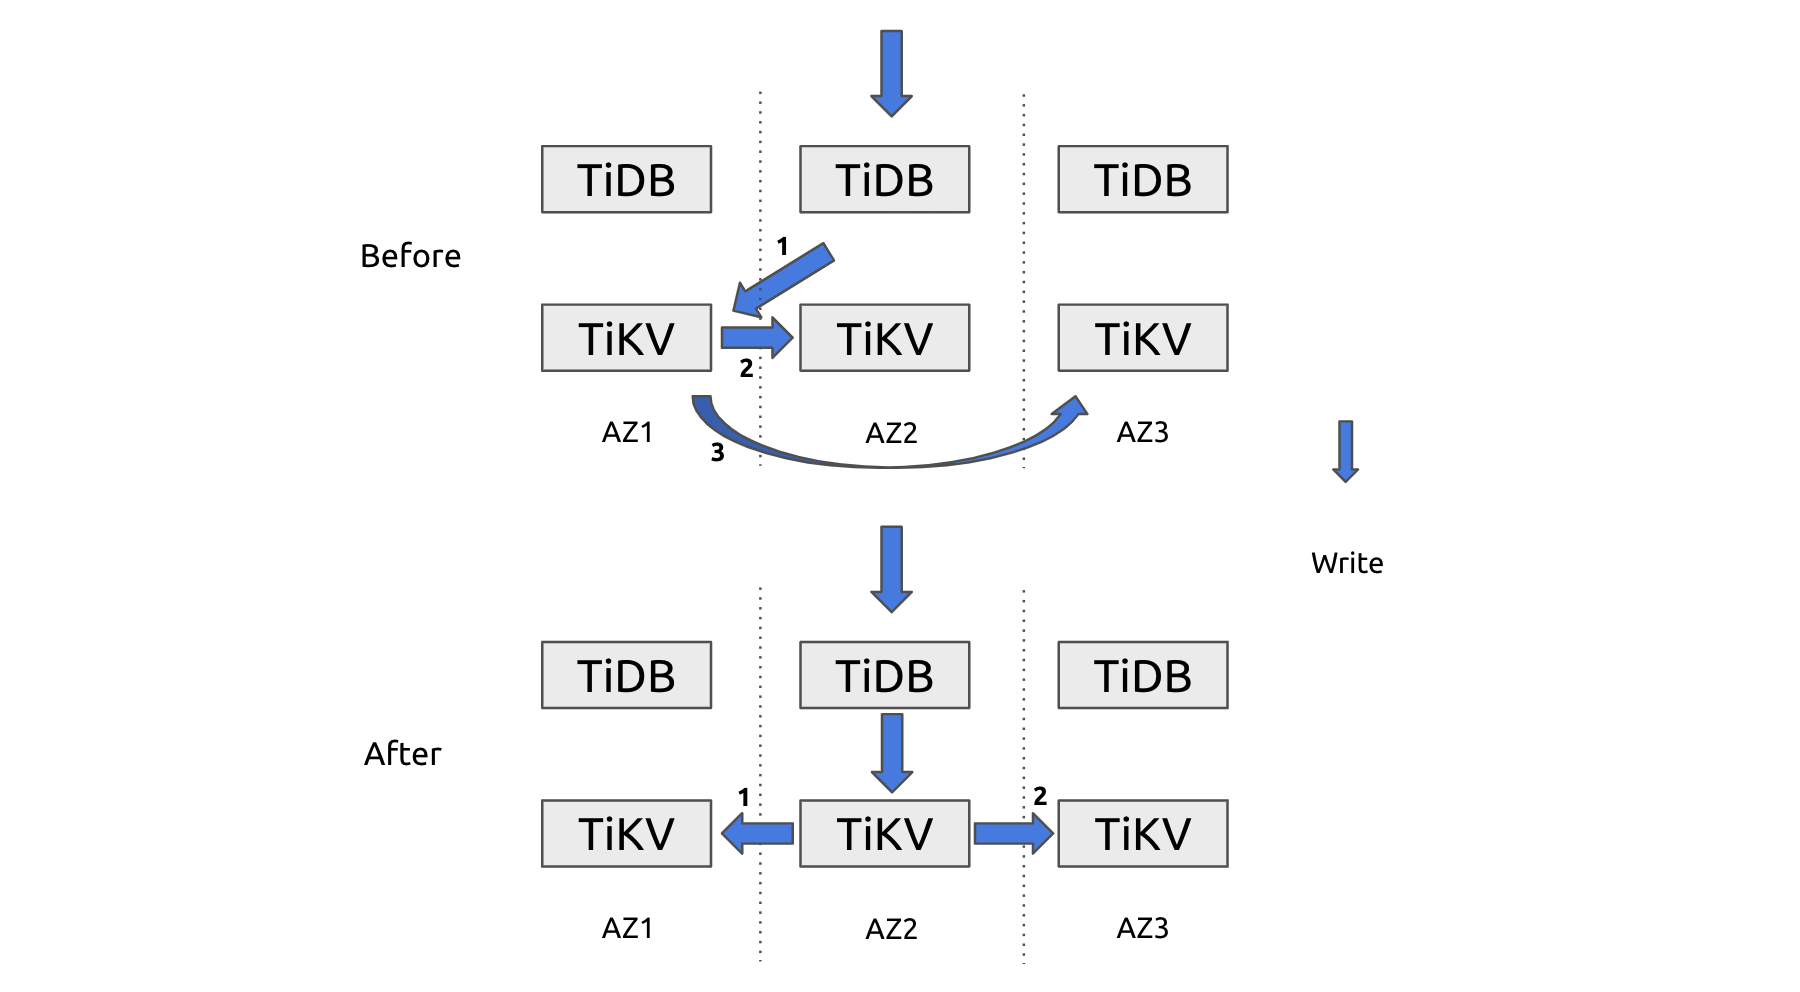 TiDB TiDB TiDB
Before
1
TiKV TiKV TiKV
2
AZ1 AZ2 AZ3
3
Write
TiDB TiDB TiDB
After
1 2
TiKV TiKV TiKV
AZ1 AZ2 AZ3